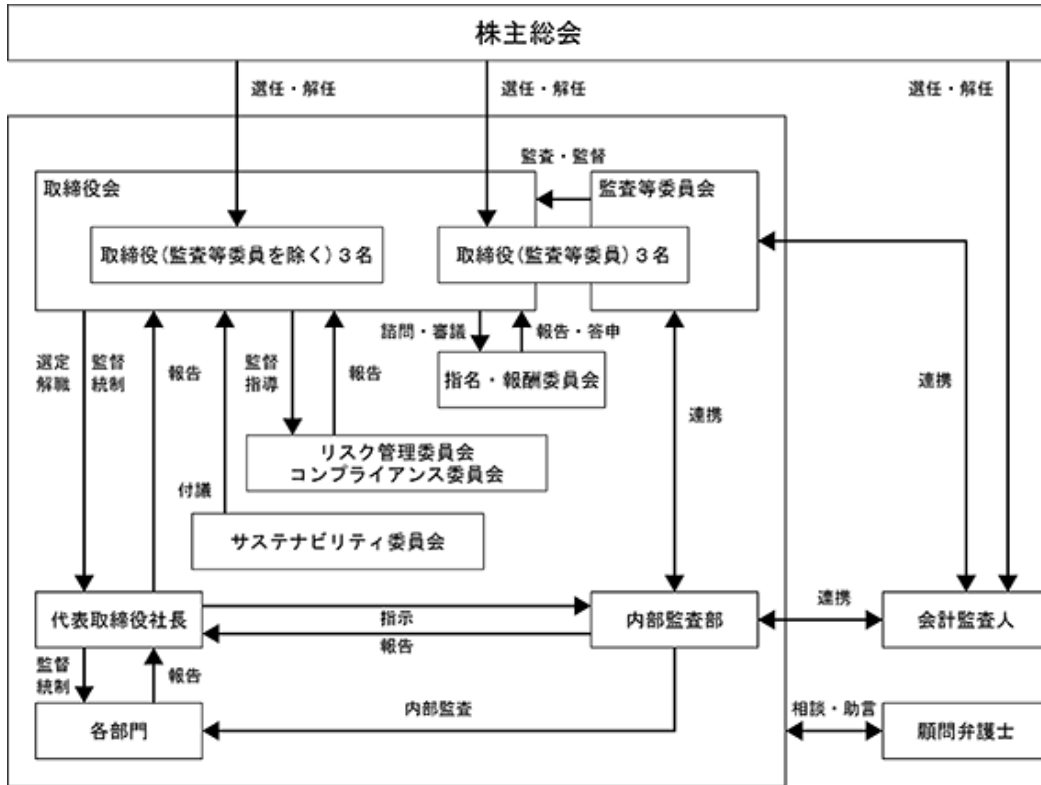 株主総会
選任・解任
選任・解任
選任・解任
監査・監督
取締役会
監査等委員会
取締役(監査等委員を除く)3名
取締役(監査等委員)3名
選定
解職
監督
統制
報告
監督
指導
報告
諮問・審議
報告・答申
指名・報酬委員会
連携
連携
リスク管理委員会
コンプライアンス委員会
付議
サステナビリティ委員会
代表取締役社長
指示
報告
内部監査部
連携
会計監査人
監督
統制
報告
各部門
内部監査
相談・助言
顧問弁護士